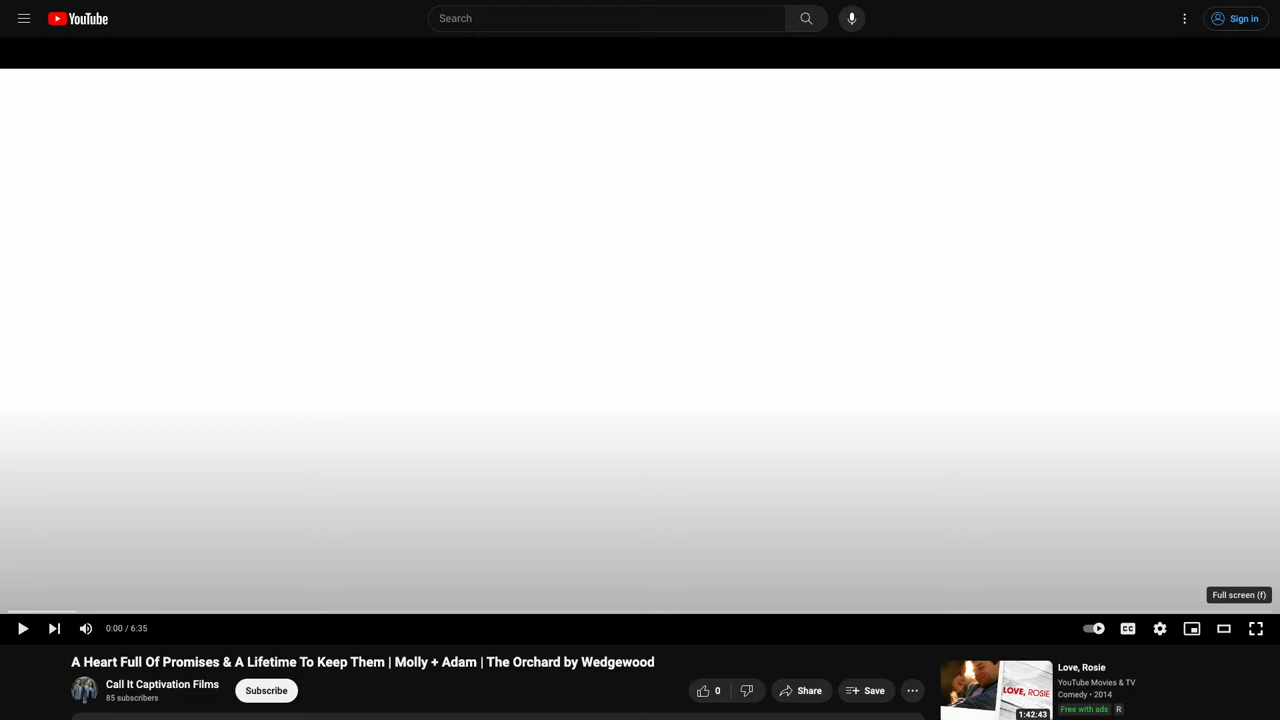 YouTube
Search
Sign in
Full screen (f)
0:00 / 6:35
CC
A Heart Full Of Promises & A Lifetime To Keep Them | Molly + Adam | The Orchard by Wedgewood
Call It Captivation Films
85 subscribers
Subscribe
0
Share
Save
LOVE, ROSIE
1:42:43
Love, Rosie
YouTube Movies & TV
Comedy • 2014
Free with ads
R